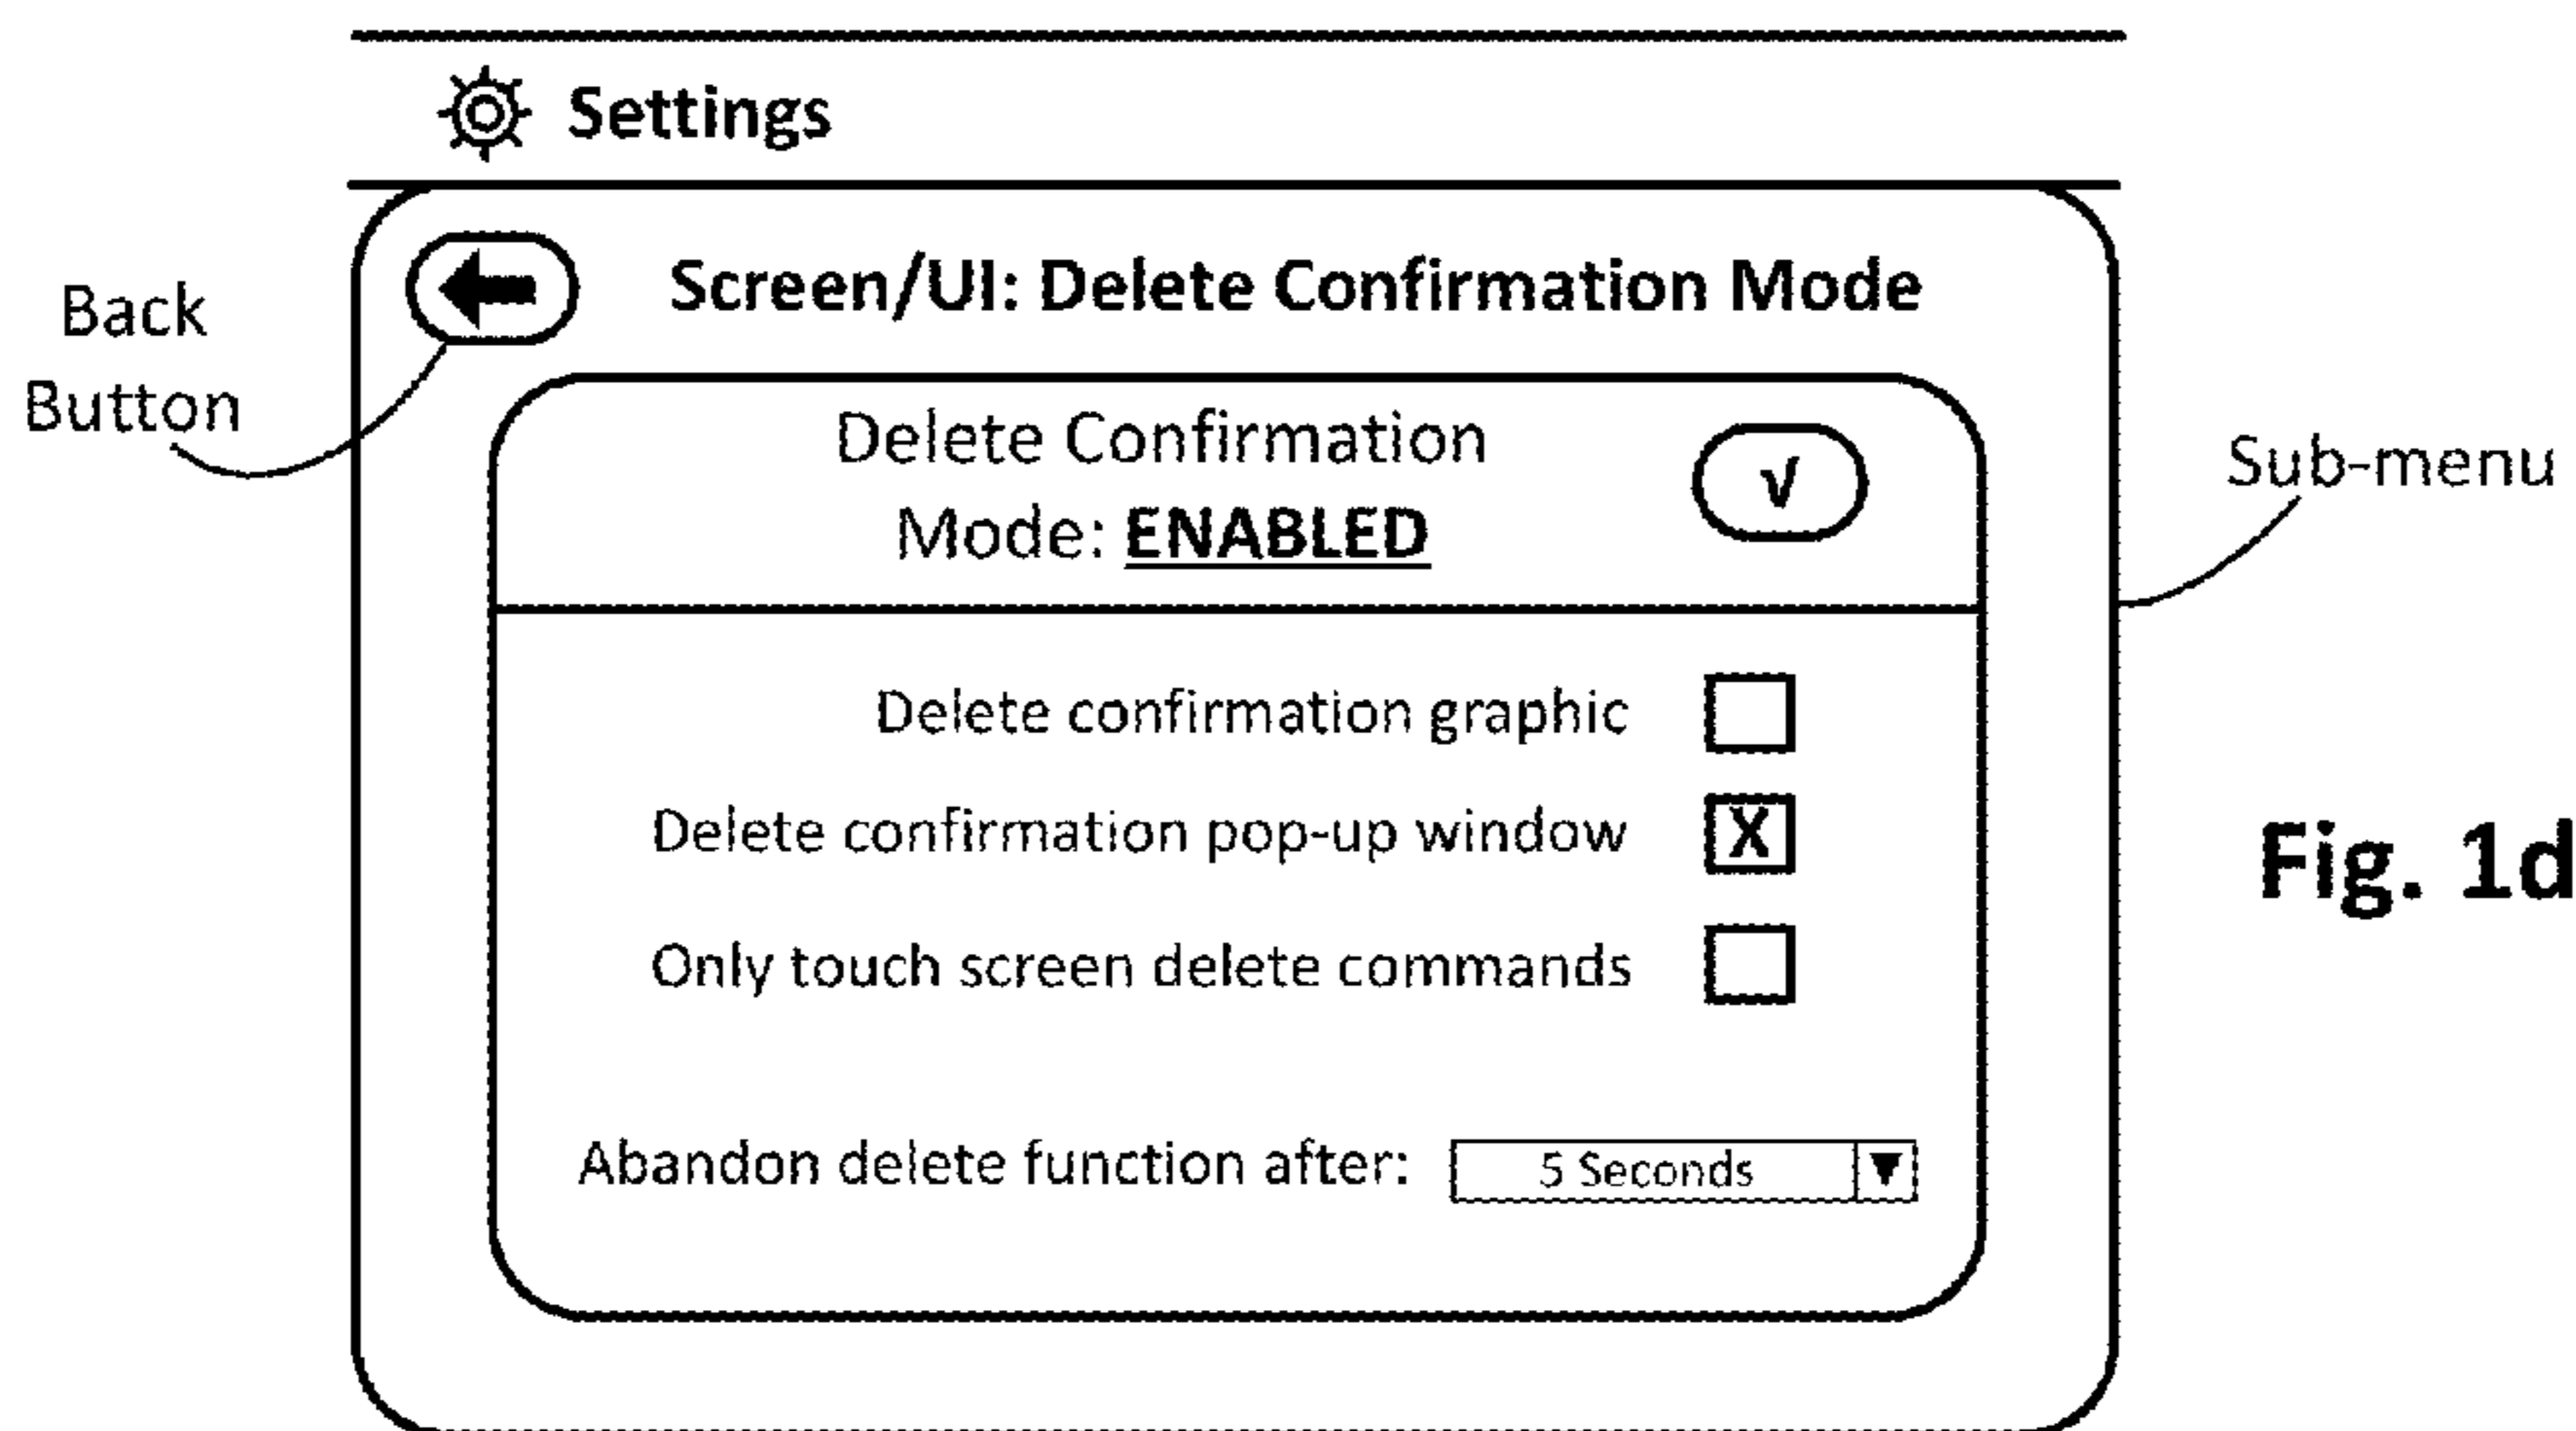 Settings
Back
Button
Screen/UI: Delete Confirmation Mode
Delete Confirmation
Mode: ENABLED
√
Sub-menu
Delete confirmation graphic
Delete confirmation pop-up window X
Only touch screen delete commands
Abandon delete function after: 5 Seconds
Fig. 1d